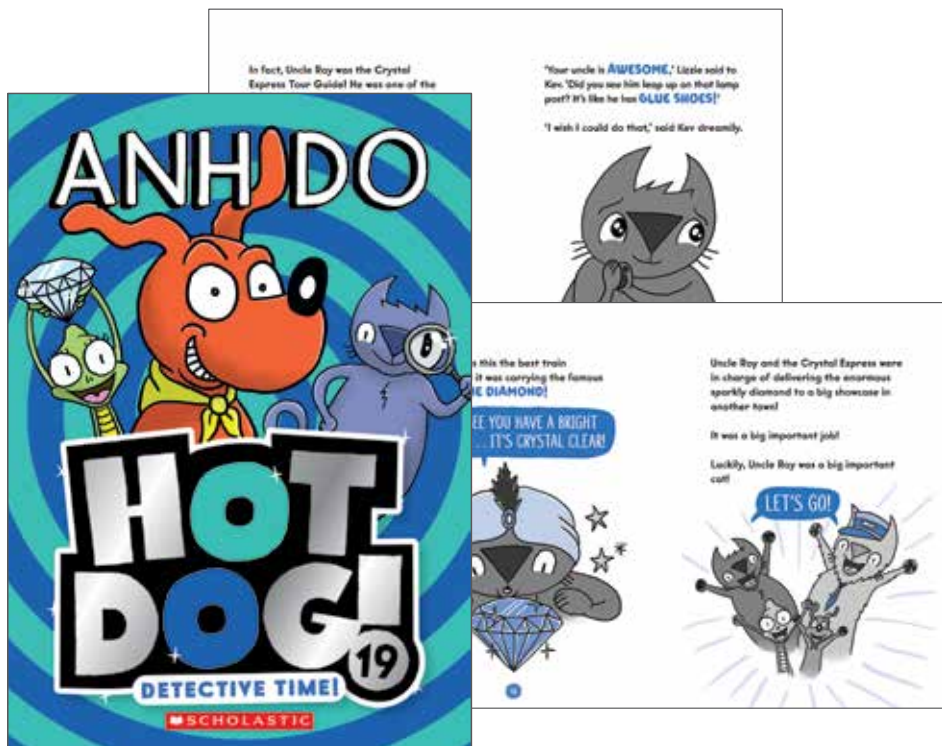 In fact, Uncle Ray was the Crystal
Express Tour Guide! He was one of the
'Your uncle is AWESOME,' Lizzie said to
Kev. 'Did you see him leap up on that lamp
post? It's like he has GLUE SHOES!'
'I wish I could do that,' said Kev dreamily.
ANH DO
HOT
DOG!
19
DETECTIVE TIME!
SCHOLASTIC
this the best train
it was carrying the famous
DIAMOND!
YOU HAVE A BRIGHT
... IT'S CRYSTAL CLEAR!
Uncle Ray and the Crystal Express were
in charge of delivering the enormous
sparkly diamond to a big showcase in
another town!
It was a big important job!
Luckily, Uncle Ray was a big important
cat!
LET'S GO!